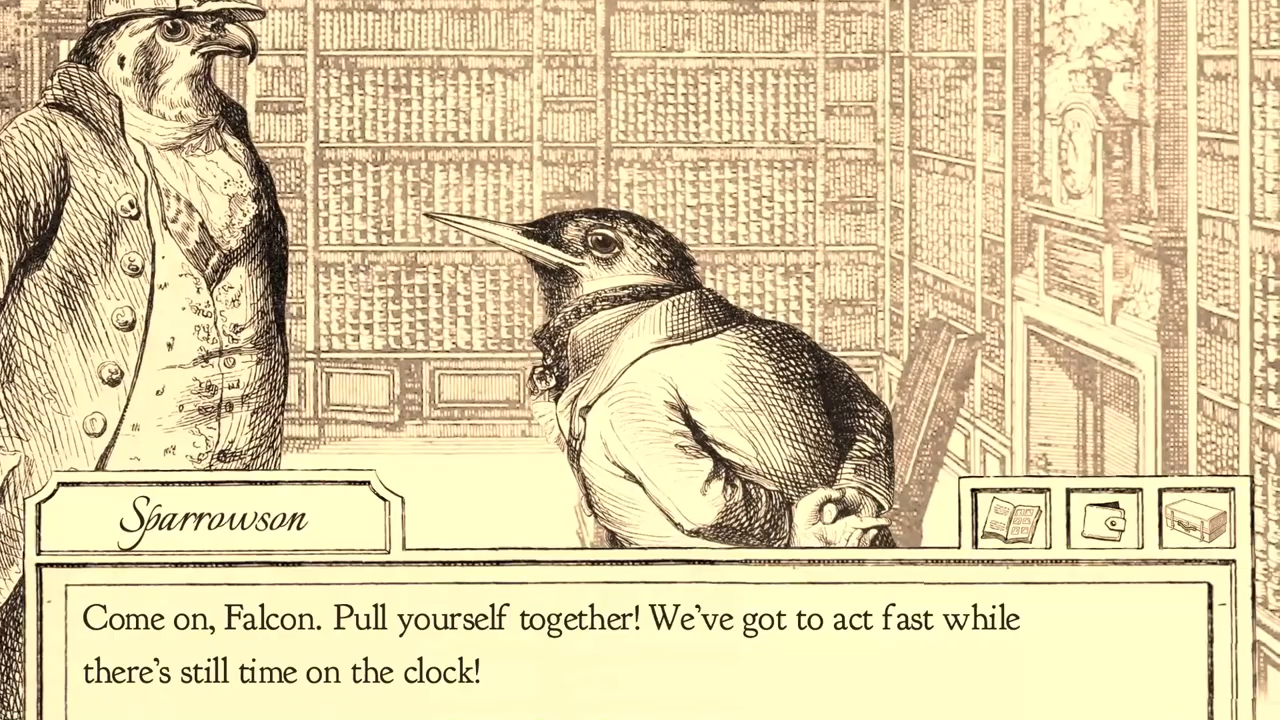 Sparrowson
Come on, Falcon. Pull yourself together! We've got to act fast while
there's still time on the clock!